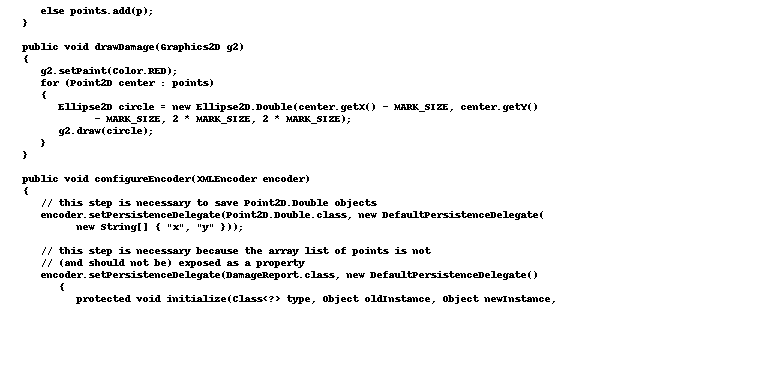 else points.add(p);
}
public void drawDamage(Graphics2D g2)
{
g2.setPaint(Color.RED);
for (Point2D center : points)
{
Ellipse2D circle = new Ellipse2D.Double(center.getX() - MARK_SIZE, center.getY()
- MARK_SIZE, 2 * MARK_SIZE, 2 * MARK_SIZE);
g2.draw(circle);
}
}
public void configureEncoder(XMLEncoder encoder)
{
// this step is necessary to save Point2D.Double objects
encoder.setPersistenceDelegate(Point2D.Double.class, new DefaultPersistenceDelegate(
new String[] { "x", "y" }));
// this step is necessary because the array list of points is not
// (and should not be) exposed as a property
encoder.setPersistenceDelegate(DamageReport.class, new DefaultPersistenceDelegate()
{
protected void initialize(Class<?> type, Object oldInstance, Object newInstance,